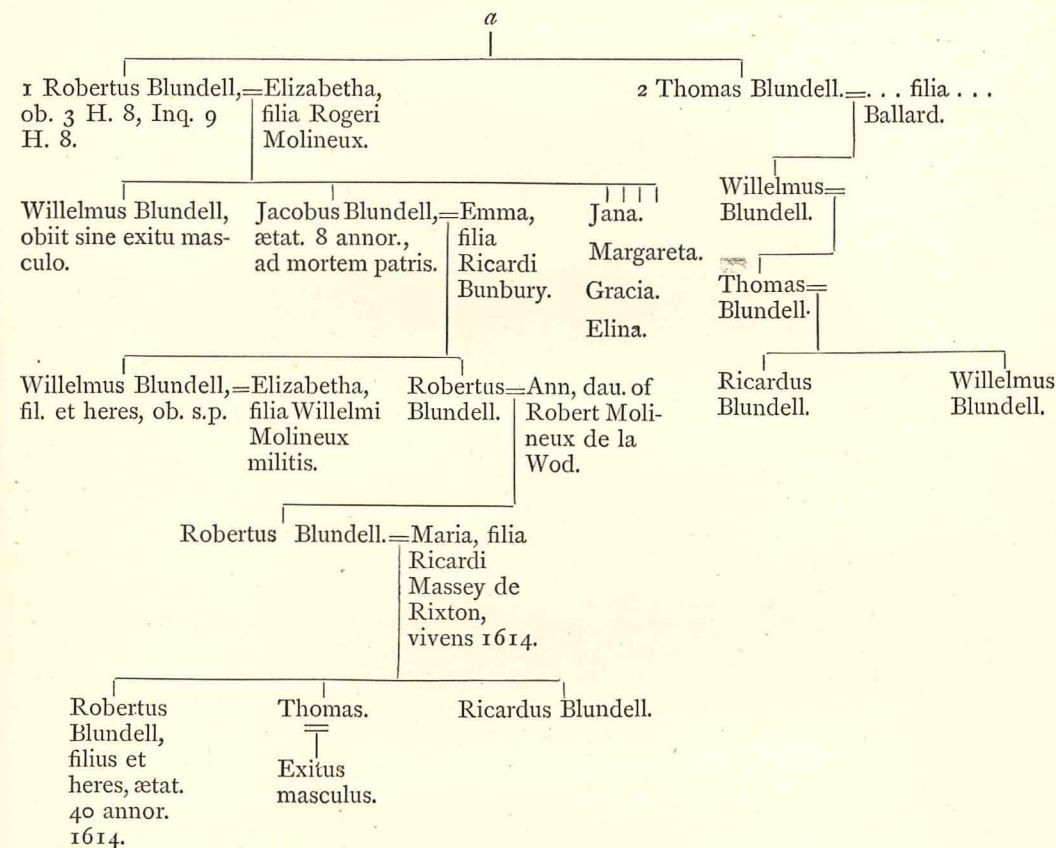 a
1 Robertus Blundell,=Elizabetha,
ob. 3 H. 8, Inq. 9
H. 8.
filia Rogeri
Molineux.
2 Thomas Blundell.=. . . filia . . .
Ballard.
Willelmus Blundell,
obiit sine exitu mas-
culo.
Jacobus Blundell,=Emma,
ætat. 8 annor.,
ad mortem patris.
filia
Ricardi
Bunbury.
Jana.
Margareta.
Gracia.
Elina.
Willelmus=
Blundell.
Thomas=
Blundell.
Willelmus Blundell,=Elizabetha,
fil. et heres, ob. s.p.
filia Willelmi
Molineux
militis.
Robertus=Ann, dau. of
Blundell.
Robert Moli-
neux de la
Wod.
Ricardus
Blundell.
Willelmus
Blundell.
Robertus Blundell.=Maria, filia
Ricardi
Massey de
Rixton,
vivens 1614.
Robertus
Blundell,
filius et
heres, ætat.
40 annor.
1614.
Thomas.
=
Exitus
masculus.
Ricardus Blundell.